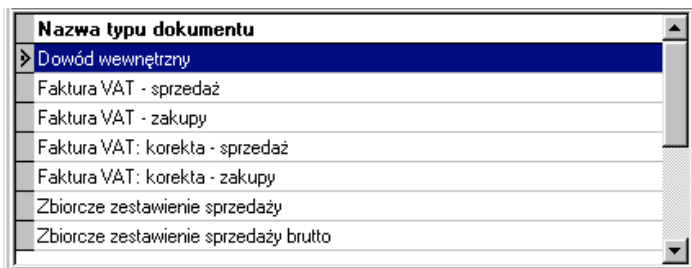 Nazwa typu dokumentu
Dowód wewnętrzny
Faktura VAT - sprzedaż
Faktura VAT - zakupy
Faktura VAT: korekta - sprzedaż
Faktura VAT: korekta - zakupy
Zbiorcze zestawienie sprzedaży
Zbiorcze zestawienie sprzedaży brutto